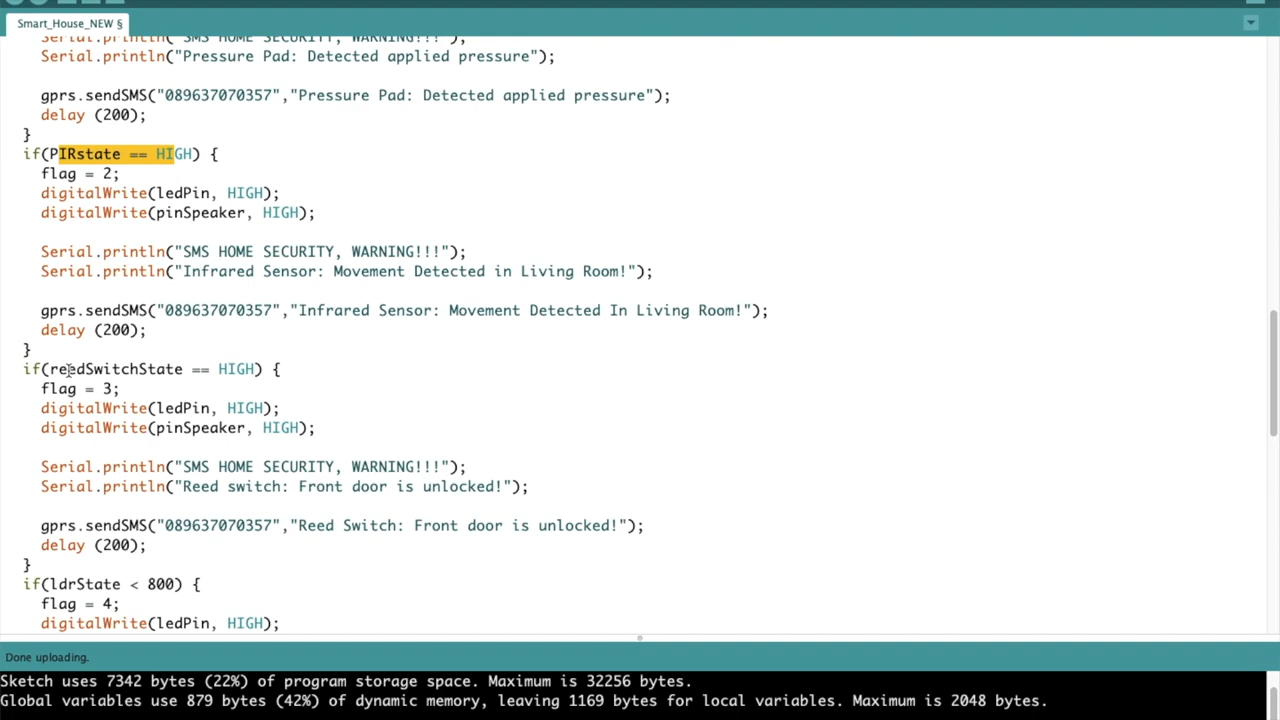 Smart_House_NEW §
Serial.println("SMS HOME SECURITY, WARNING!!!");
Serial.println("Pressure Pad: Detected applied pressure");
gprs.sendSMS("089637070357","Pressure Pad: Detected applied pressure");
delay (200);
}
if(PIRstate == HIGH) {
flag = 2;
digitalWrite(ledPin, HIGH);
digitalWrite(pinSpeaker, HIGH);
Serial.println("SMS HOME SECURITY, WARNING!!!");
Serial.println("Infrared Sensor: Movement Detected in Living Room!");
gprs.sendSMS("089637070357","Infrared Sensor: Movement Detected In Living Room!");
delay (200);
}
if(reedSwitchState == HIGH) {
flag = 3;
digitalWrite(ledPin, HIGH);
digitalWrite(pinSpeaker, HIGH);
Serial.println("SMS HOME SECURITY, WARNING!!!");
Serial.println("Reed switch: Front door is unlocked!");
gprs.sendSMS("089637070357","Reed Switch: Front door is unlocked!");
delay (200);
}
if(ldrState < 800) {
flag = 4;
digitalWrite(ledPin, HIGH);
Done uploading.
Sketch uses 7342 bytes (22%) of program storage space. Maximum is 32256 bytes.
Global variables use 879 bytes (42%) of dynamic memory, leaving 1169 bytes for local variables. Maximum is 2048 bytes.